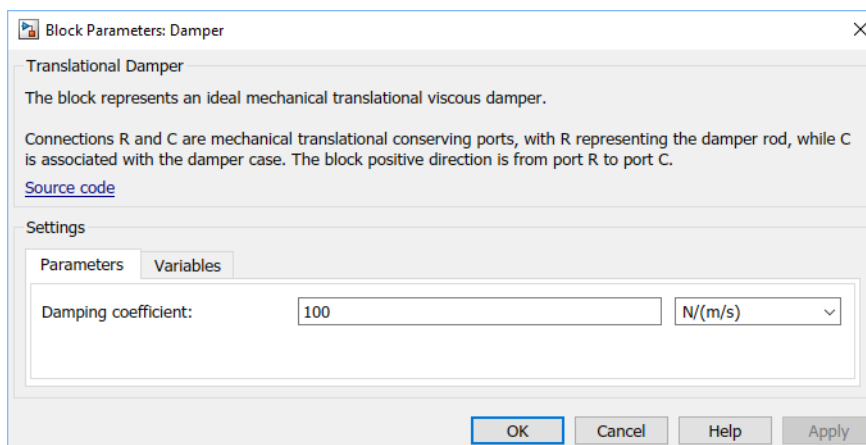 Block Parameters: Damper
Translational Damper
The block represents an ideal mechanical translational viscous damper.
Connections R and C are mechanical translational conserving ports, with R representing the damper rod, while C
is associated with the damper case. The block positive direction is from port R to port C.
Source code
Settings
Parameters Variables
Damping coefficient: 100 N/(m/s)
OK Cancel Help Apply